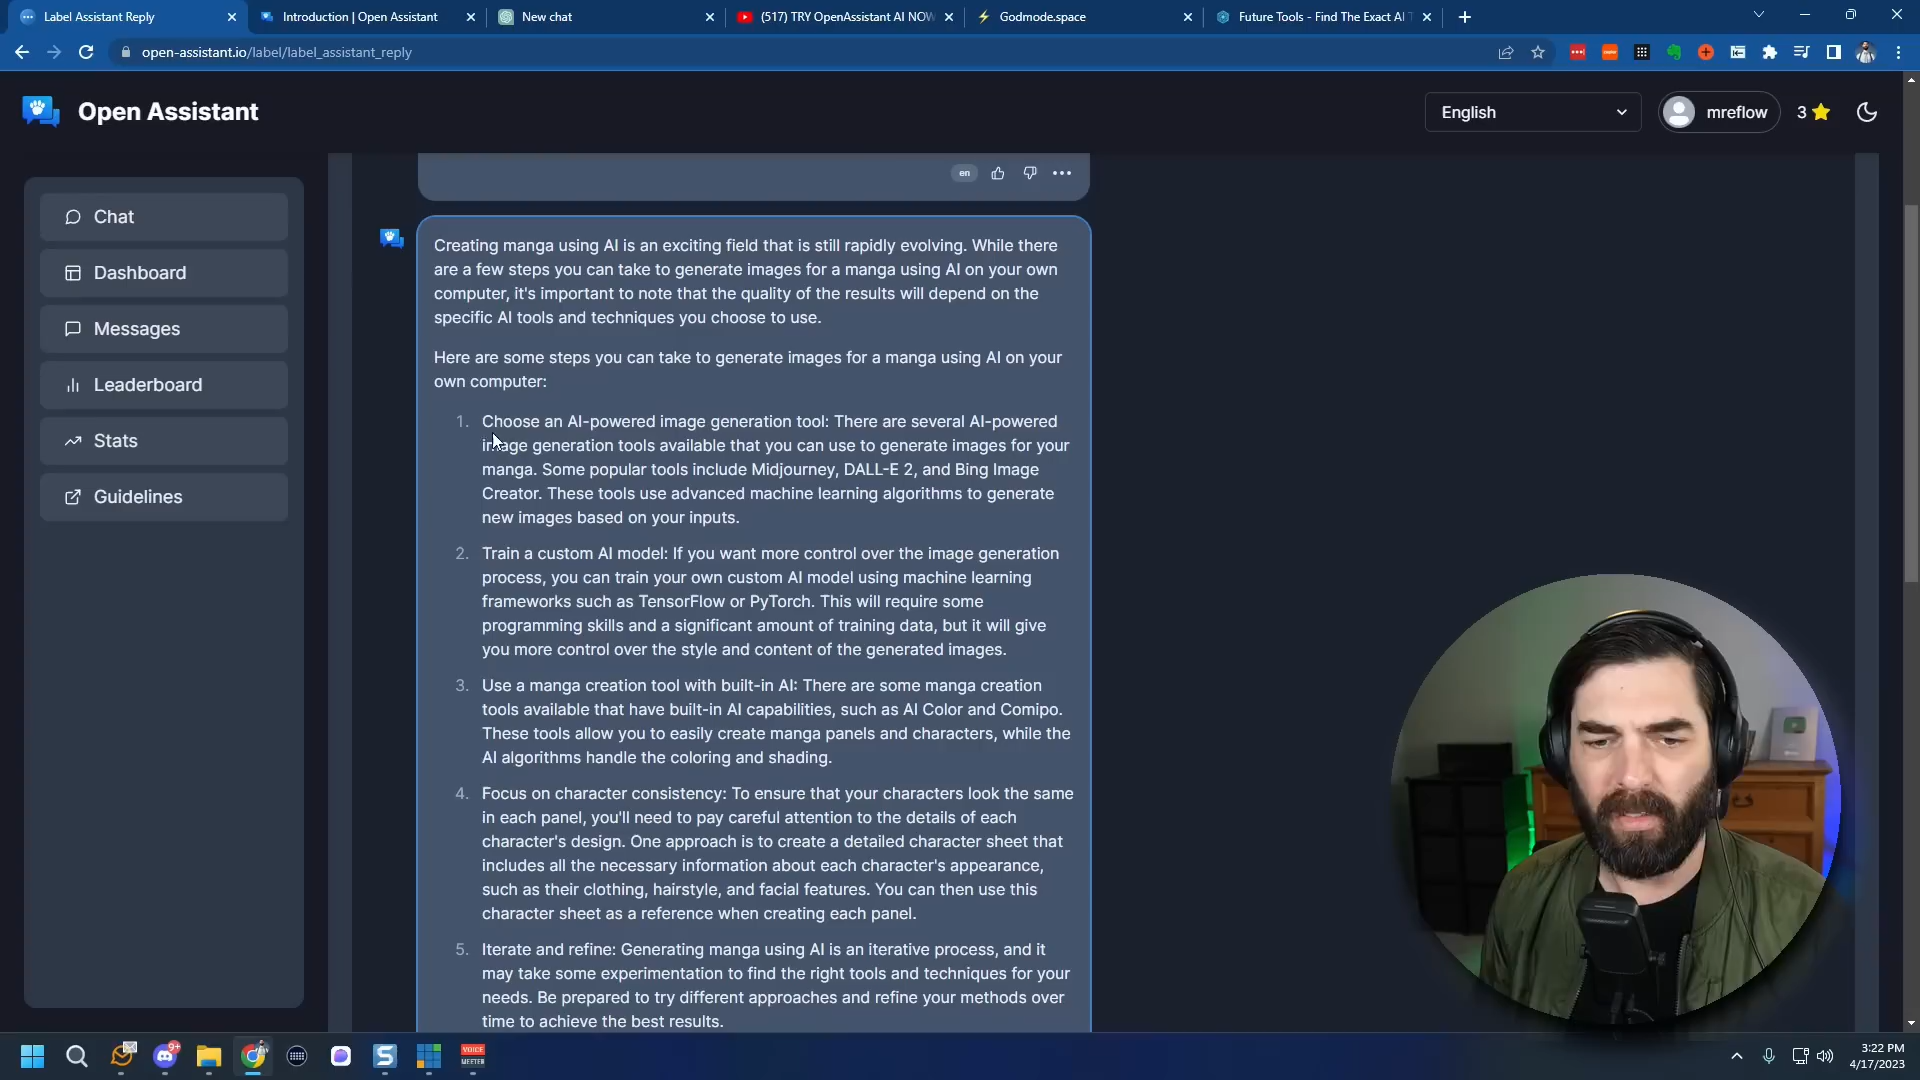 Label Assistant Reply
Introduction | Open Assistant
New chat
(517) TRY OpenAssistant AI NOW
Godmode.space
Future Tools - Find The Exact AI T
open-assistant.io/label/label_assistant_reply
Open Assistant
English
mreflow
3
Chat
Dashboard
Messages
Leaderboard
Stats
Guidelines
en
Creating manga using AI is an exciting field that is still rapidly evolving. While there
are a few steps you can take to generate images for a manga using AI on your own
computer, it's important to note that the quality of the results will depend on the
specific AI tools and techniques you choose to use.
Here are some steps you can take to generate images for a manga using AI on your
own computer:
1. Choose an AI-powered image generation tool: There are several AI-powered
image generation tools available that you can use to generate images for your
manga. Some popular tools include Midjourney, DALL-E 2, and Bing Image
Creator. These tools use advanced machine learning algorithms to generate
new images based on your inputs.
2. Train a custom AI model: If you want more control over the image generation
process, you can train your own custom AI model using machine learning
frameworks such as TensorFlow or PyTorch. This will require some
programming skills and a significant amount of training data, but it will give
you more control over the style and content of the generated images.
3. Use a manga creation tool with built-in AI: There are some manga creation
tools available that have built-in AI capabilities, such as AI Color and Comipo.
These tools allow you to easily create manga panels and characters, while the
AI algorithms handle the coloring and shading.
4. Focus on character consistency: To ensure that your characters look the same
in each panel, you'll need to pay careful attention to the details of each
character's design. One approach is to create a detailed character sheet that
includes all the necessary information about each character's appearance,
such as their clothing, hairstyle, and facial features. You can then use this
character sheet as a reference when creating each panel.
5. Iterate and refine: Generating manga using AI is an iterative process, and it
may take some experimentation to find the right tools and techniques for your
needs. Be prepared to try different approaches and refine your methods over
time to achieve the best results.
9+
S
VOICE
MEETER
3:22 PM
4/17/2023